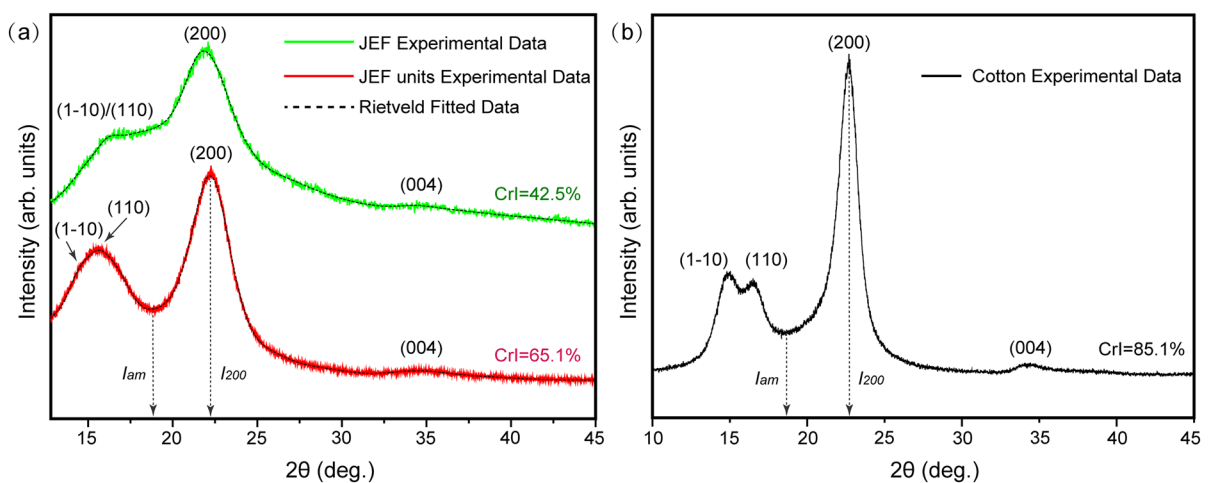 (a)
(200)
JEF Experimental Data
JEF units Experimental Data
Rietveld Fitted Data
(1-10)/(110)
(200)
(004)
CrI=42.5%
(110)
(1-10)
(004)
CrI=65.1%
Iam
I200
Intensity (arb. units)
15 20 25 30 35 40 45
2θ (deg.)
(b)
(200)
Cotton Experimental Data
(1-10)
(110)
(004)
CrI=85.1%
Iam
I200
Intensity (arb. units)
10 15 20 25 30 35 40 45
2θ (deg.)